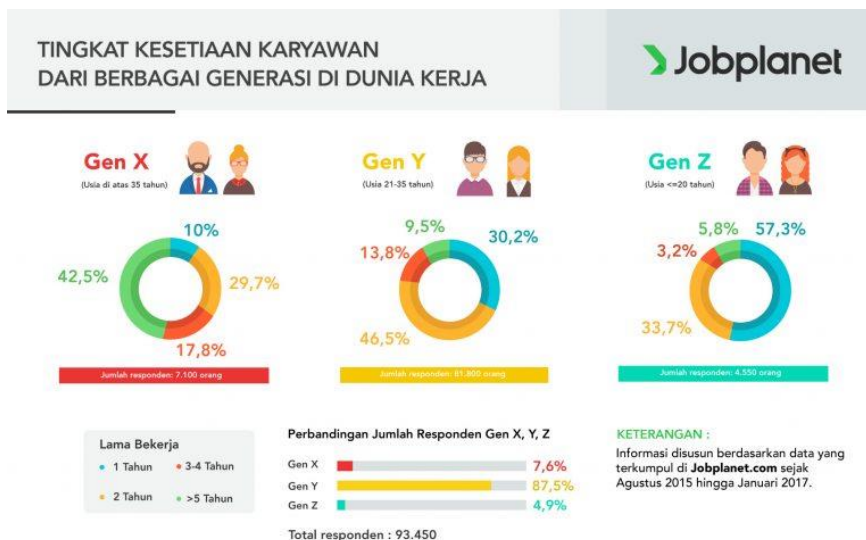 TINGKAT KESETIAAN KARYAWAN
DARI BERBAGAI GENERASI DI DUNIA KERJA
Jobplanet
Gen X
(Usia di atas 35 tahun)
10%
42,5%
29,7%
17,8%
Jumlah responden: 7.100 orang
Gen Y
(Usia 21-35 tahun)
9,5%
30,2%
13,8%
46,5%
Jumlah responden: 81.800 orang
Gen Z
(Usia <=20 tahun)
5,8%
57,3%
3,2%
33,7%
Jumlah responden: 4.550 orang
Lama Bekerja
1 Tahun
3-4 Tahun
2 Tahun
>5 Tahun
Perbandingan Jumlah Responden Gen X, Y, Z
Gen X 7,6%
Gen Y 87,5%
Gen Z 4,9%
Total responden : 93.450
KETERANGAN :
Informasi disusun berdasarkan data yang
terkumpul di Jobplanet.com sejak
Agustus 2015 hingga Januari 2017.